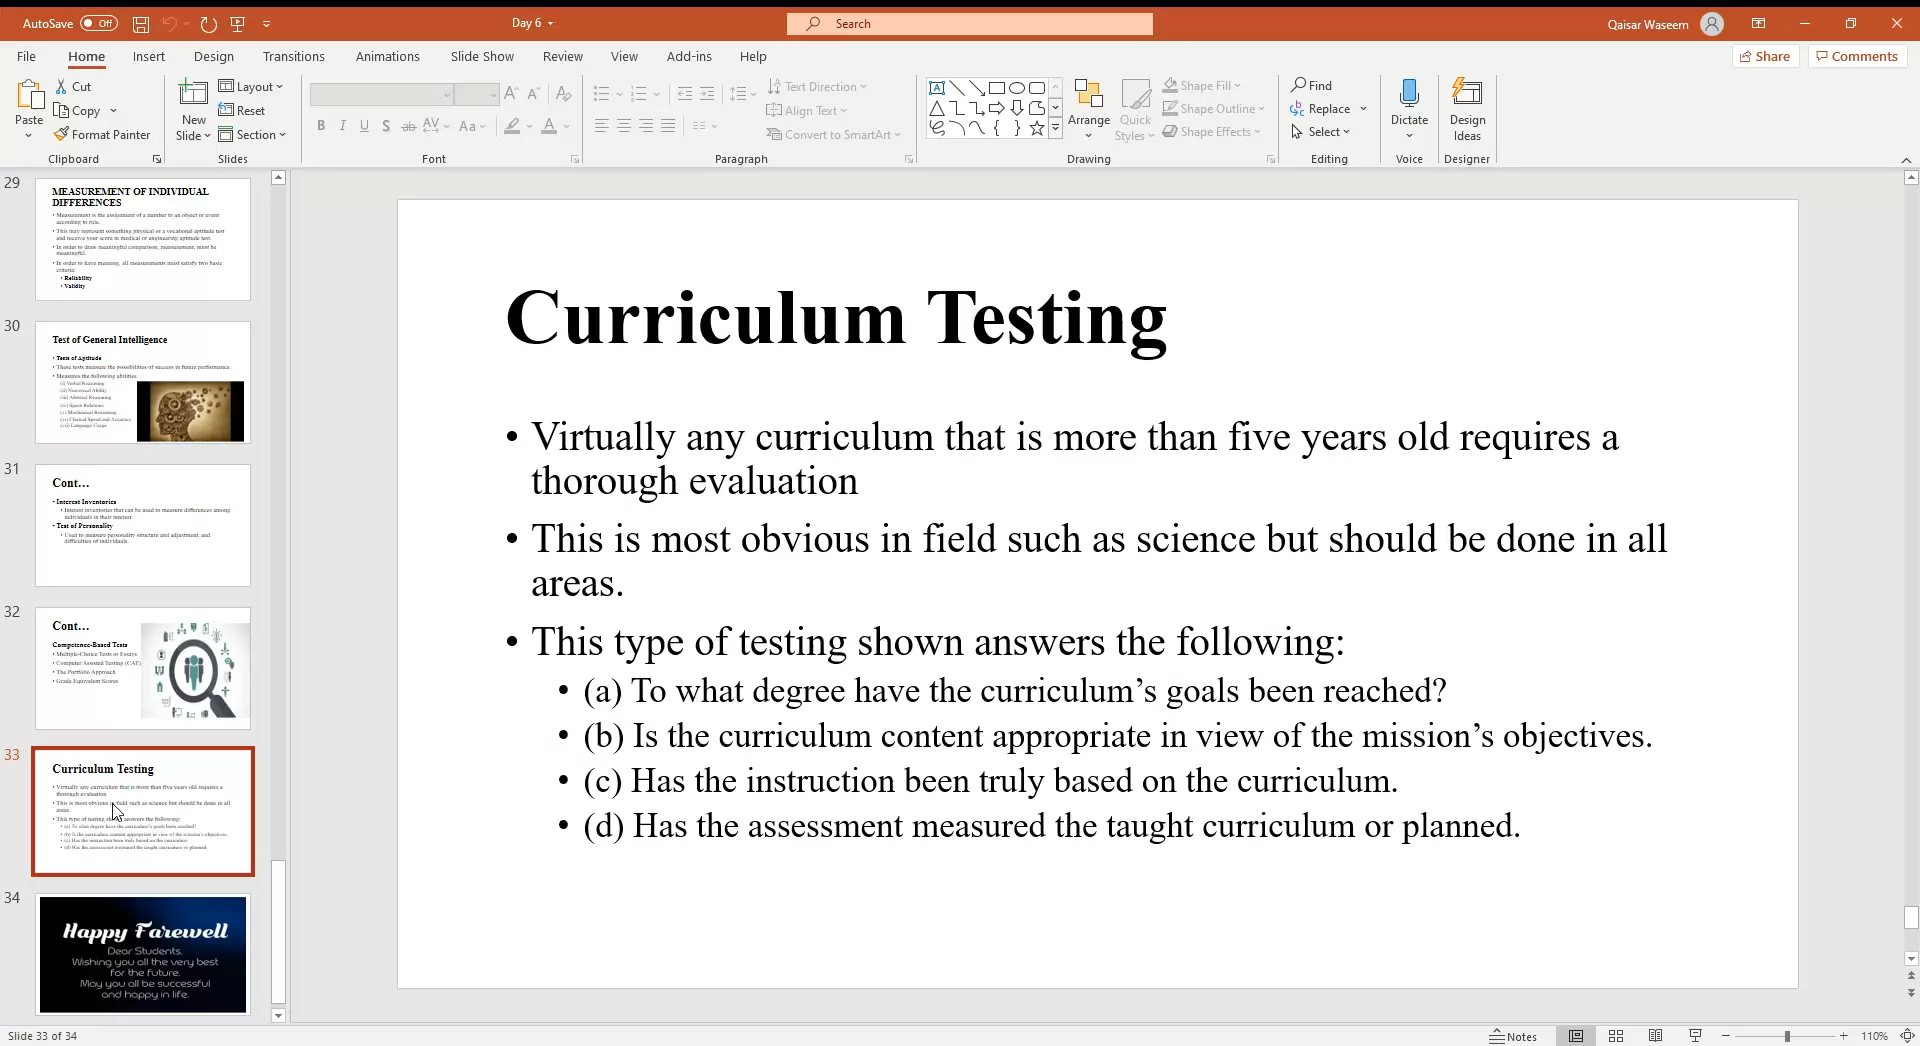 AutoSave Off
Day 6
Search
Qaisar Waseem
File Home Insert Design Transitions Animations Slide Show Review View Add-ins Help
Share Comments
Paste
Cut
Copy
Format Painter
Clipboard
New
Slide
Layout
Reset
Section
Slides
B I U S ab AV Aa A
Font
Text Direction
Align Text
Convert to SmartArt
Paragraph
Arrange
Quick
Styles
Shape Fill
Shape Outline
Shape Effects
Drawing
Find
Replace
Select
Editing
Dictate
Voice
Design
Ideas
Designer
29
MEASUREMENT OF INDIVIDUAL
DIFFERENCES
• Measurement is the assignment of a number to an object or event
according to rule.
• This may represent something physical or a vocational aptitude test
and receive your score in medical or engineering aptitude test.
• In order to draw meaningful comparison, measurement, must be
meaningful.
• In order to have meaning, all measurements must satisfy two basic
criteria:
• Reliability
• Validity
30
Test of General Intelligence
• Tests of Aptitude
• These tests measure the possibilities of success in future performance.
• Measures the following abilities.
(i) Verbal Reasoning
(ii) Numerical Ability
(iii) Abstract Reasoning
(iv) Space Relations
(v) Mechanical Reasoning
(vi) Clerical Speed and Accuracy
(vii) Language Usage
31
Cont…
• Interest Inventories
• Interest inventories that can be used to measure differences among
individuals in their interest
• Test of Personality
• Used to measure personality structure and adjustment, and
difficulties of individuals.
32
Cont…
Competence-Based Tests
• Multiple-Choice Tests or Essays
• Computer Assisted Testing (CAT)
• The Portfolio Approach
• Grade Equivalent Scores
33
Curriculum Testing
• Virtually any curriculum that is more than five years old requires a
thorough evaluation
• This is most obvious in field such as science but should be done in all
areas.
• This type of testing shown answers the following:
• (a) To what degree have the curriculum's goals been reached?
• (b) Is the curriculum content appropriate in view of the mission's objectives.
• (c) Has the instruction been truly based on the curriculum.
• (d) Has the assessment measured the taught curriculum or planned.
34
Happy Farewell
Dear Students,
Wishing you all the very best
for the future.
May you all be successful
and happy in life.
Curriculum Testing
• Virtually any curriculum that is more than five years old requires a
thorough evaluation
• This is most obvious in field such as science but should be done in all
areas.
• This type of testing shown answers the following:
• (a) To what degree have the curriculum’s goals been reached?
• (b) Is the curriculum content appropriate in view of the mission’s objectives.
• (c) Has the instruction been truly based on the curriculum.
• (d) Has the assessment measured the taught curriculum or planned.
Slide 33 of 34
Notes
110%